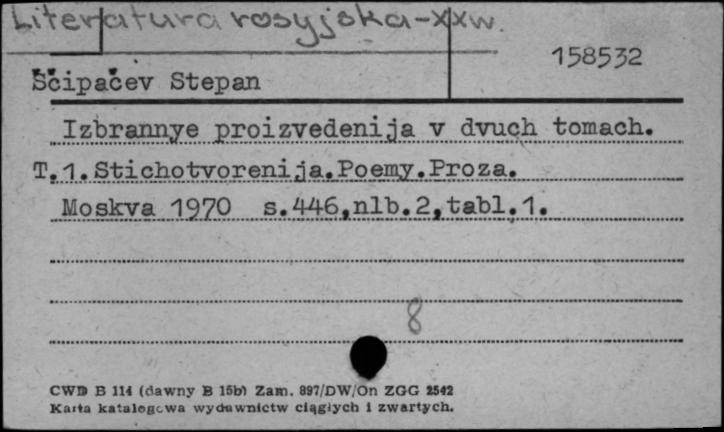 Literatura rosyjska-XXw.
158532
Ščipačev Stepan
Izbrannye proizvedenija v dvuch tomach.
T.1.Stichotvorenija.Poemy.Proza.
Moskva 1970 s.446,nlb.2,tabl.1.
8
CWD B 114 (dawny B 15b) Zam. 897/DW/On ZGG 2542
Karta katalogowa wydawnictw ciągłych i zwartych.